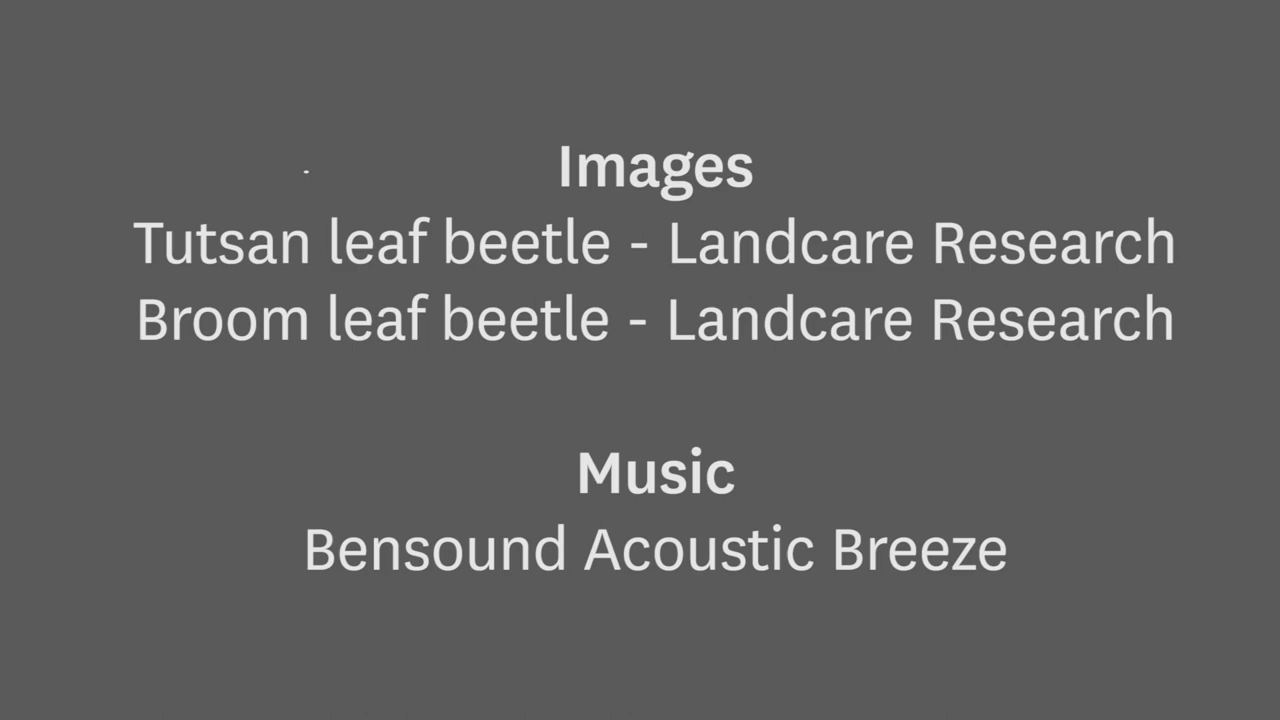 Images
Tutsan leaf beetle - Landcare Research
Broom leaf beetle - Landcare Research
Music
Bensound Acoustic Breeze